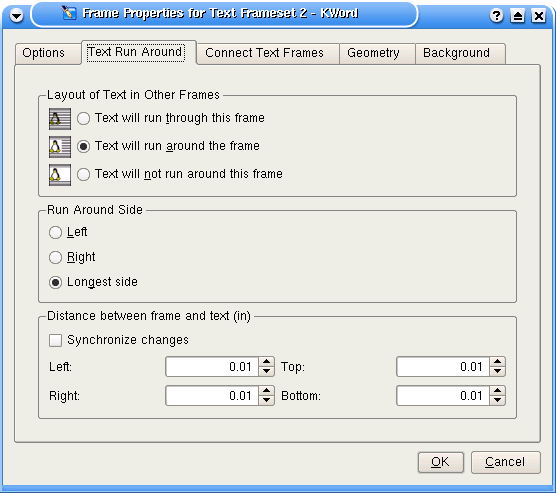 Frame Properties for Text Frameset 2 - KWord
Options Text Run Around Connect Text Frames Geometry Background
Layout of Text in Other Frames
Text will run through this frame
Text will run around the frame
Text will not run around this frame
Run Around Side
Left
Right
Longest side
Distance between frame and text (in)
Synchronize changes
Left: 0.01 Top: 0.01
Right: 0.01 Bottom: 0.01
OK Cancel